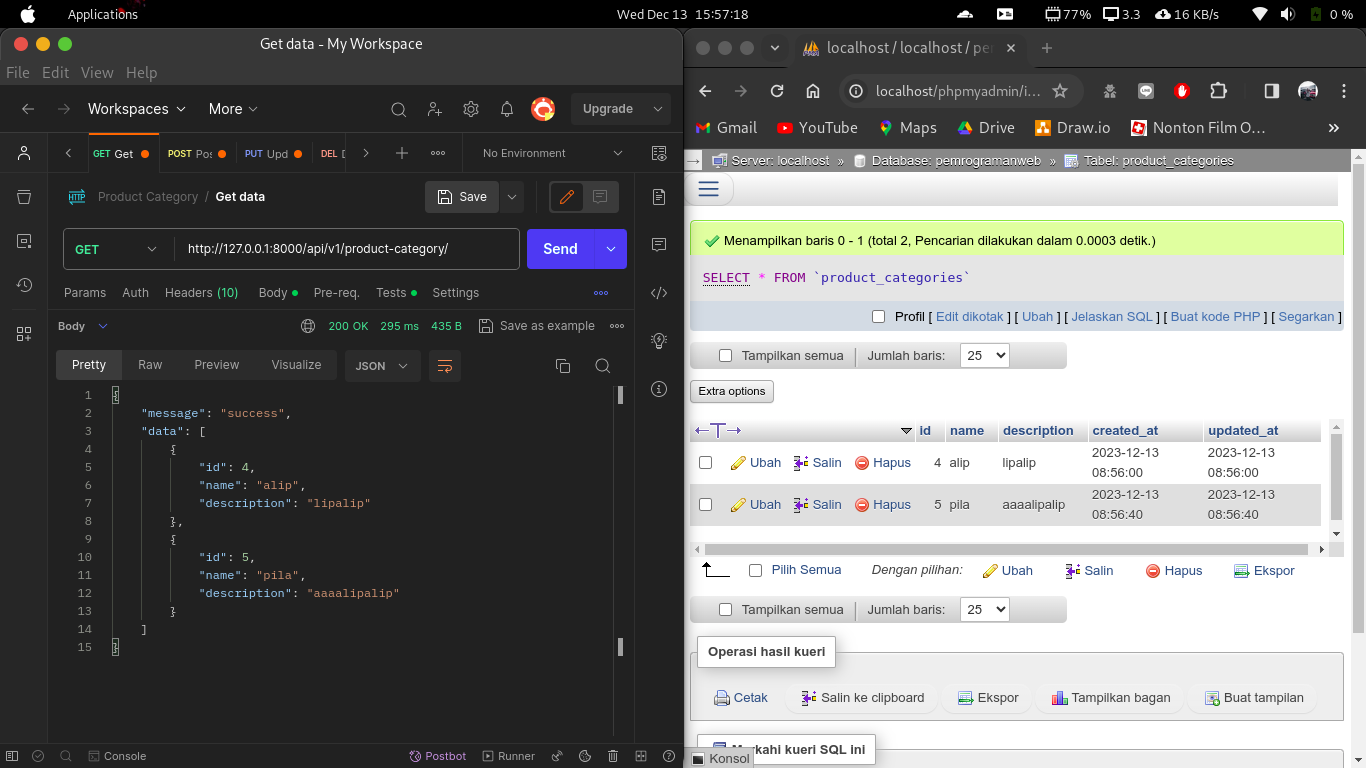 Applications
Wed Dec 13 15:57:18
77%
3.3
16 KB/s
0 %
Get data - My Workspace
File Edit View Help
Workspaces
More
Upgrade
GET Get
POST Pos
PUT Upd
DEL
No Environment
HTTP
Product Category / Get data
Save
GET
http://127.0.0.1:8000/api/v1/product-category/
Send
Params Auth Headers (10) Body Pre-req. Tests Settings
Body
200 OK 295 ms 435 B
Save as example
Pretty Raw Preview Visualize JSON
1 {
2 "message": "success",
3 "data": [
4 {
5 "id": 4,
6 "name": "alip",
7 "description": "lipalip"
8 },
9 {
10 "id": 5,
11 "name": "pila",
12 "description": "aaaalipalip"
13 }
14 ]
15 }
Console
Postbot
Runner
localhost / localhost / pe
localhost/phpmyadmin/i...
Gmail
YouTube
Maps
Drive
Draw.io
Nonton Film O...
»
Server: localhost » Database: pemrogramanweb » Tabel: product_categories
Menampilkan baris 0 - 1 (total 2, Pencarian dilakukan dalam 0.0003 detik.)
SELECT * FROM `product_categories`
Profil [ Edit dikotak ] [ Ubah ] [ Jelaskan SQL ] [ Buat kode PHP ] [ Segarkan ]
Tampilkan semua
Jumlah baris:
25
Extra options
id name description created_at updated_at
Ubah Salin Hapus 4 alip lipalip 2023-12-13 08:56:00 2023-12-13 08:56:00
Ubah Salin Hapus 5 pila aaaalipalip 2023-12-13 08:56:40 2023-12-13 08:56:40
Pilih Semua
Dengan pilihan:
Ubah
Salin
Hapus
Ekspor
Tampilkan semua
Jumlah baris:
25
Operasi hasil kueri
Cetak
Salin ke clipboard
Ekspor
Tampilkan bagan
Buat tampilan
kahi kueri SQL ini
Konsol